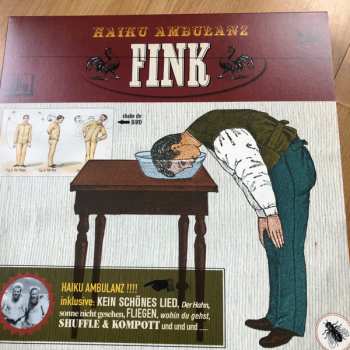 HAIKU AMBULANZ
FINK
HAIKU AMBULANZ !!!!
inklusive: KEIN SCHÖNES LIED, Der Hahn,
sonne nicht gesehen, FLIEGEN, wohin du gehst,
SHUFFLE & KOMPOTT und und und ....